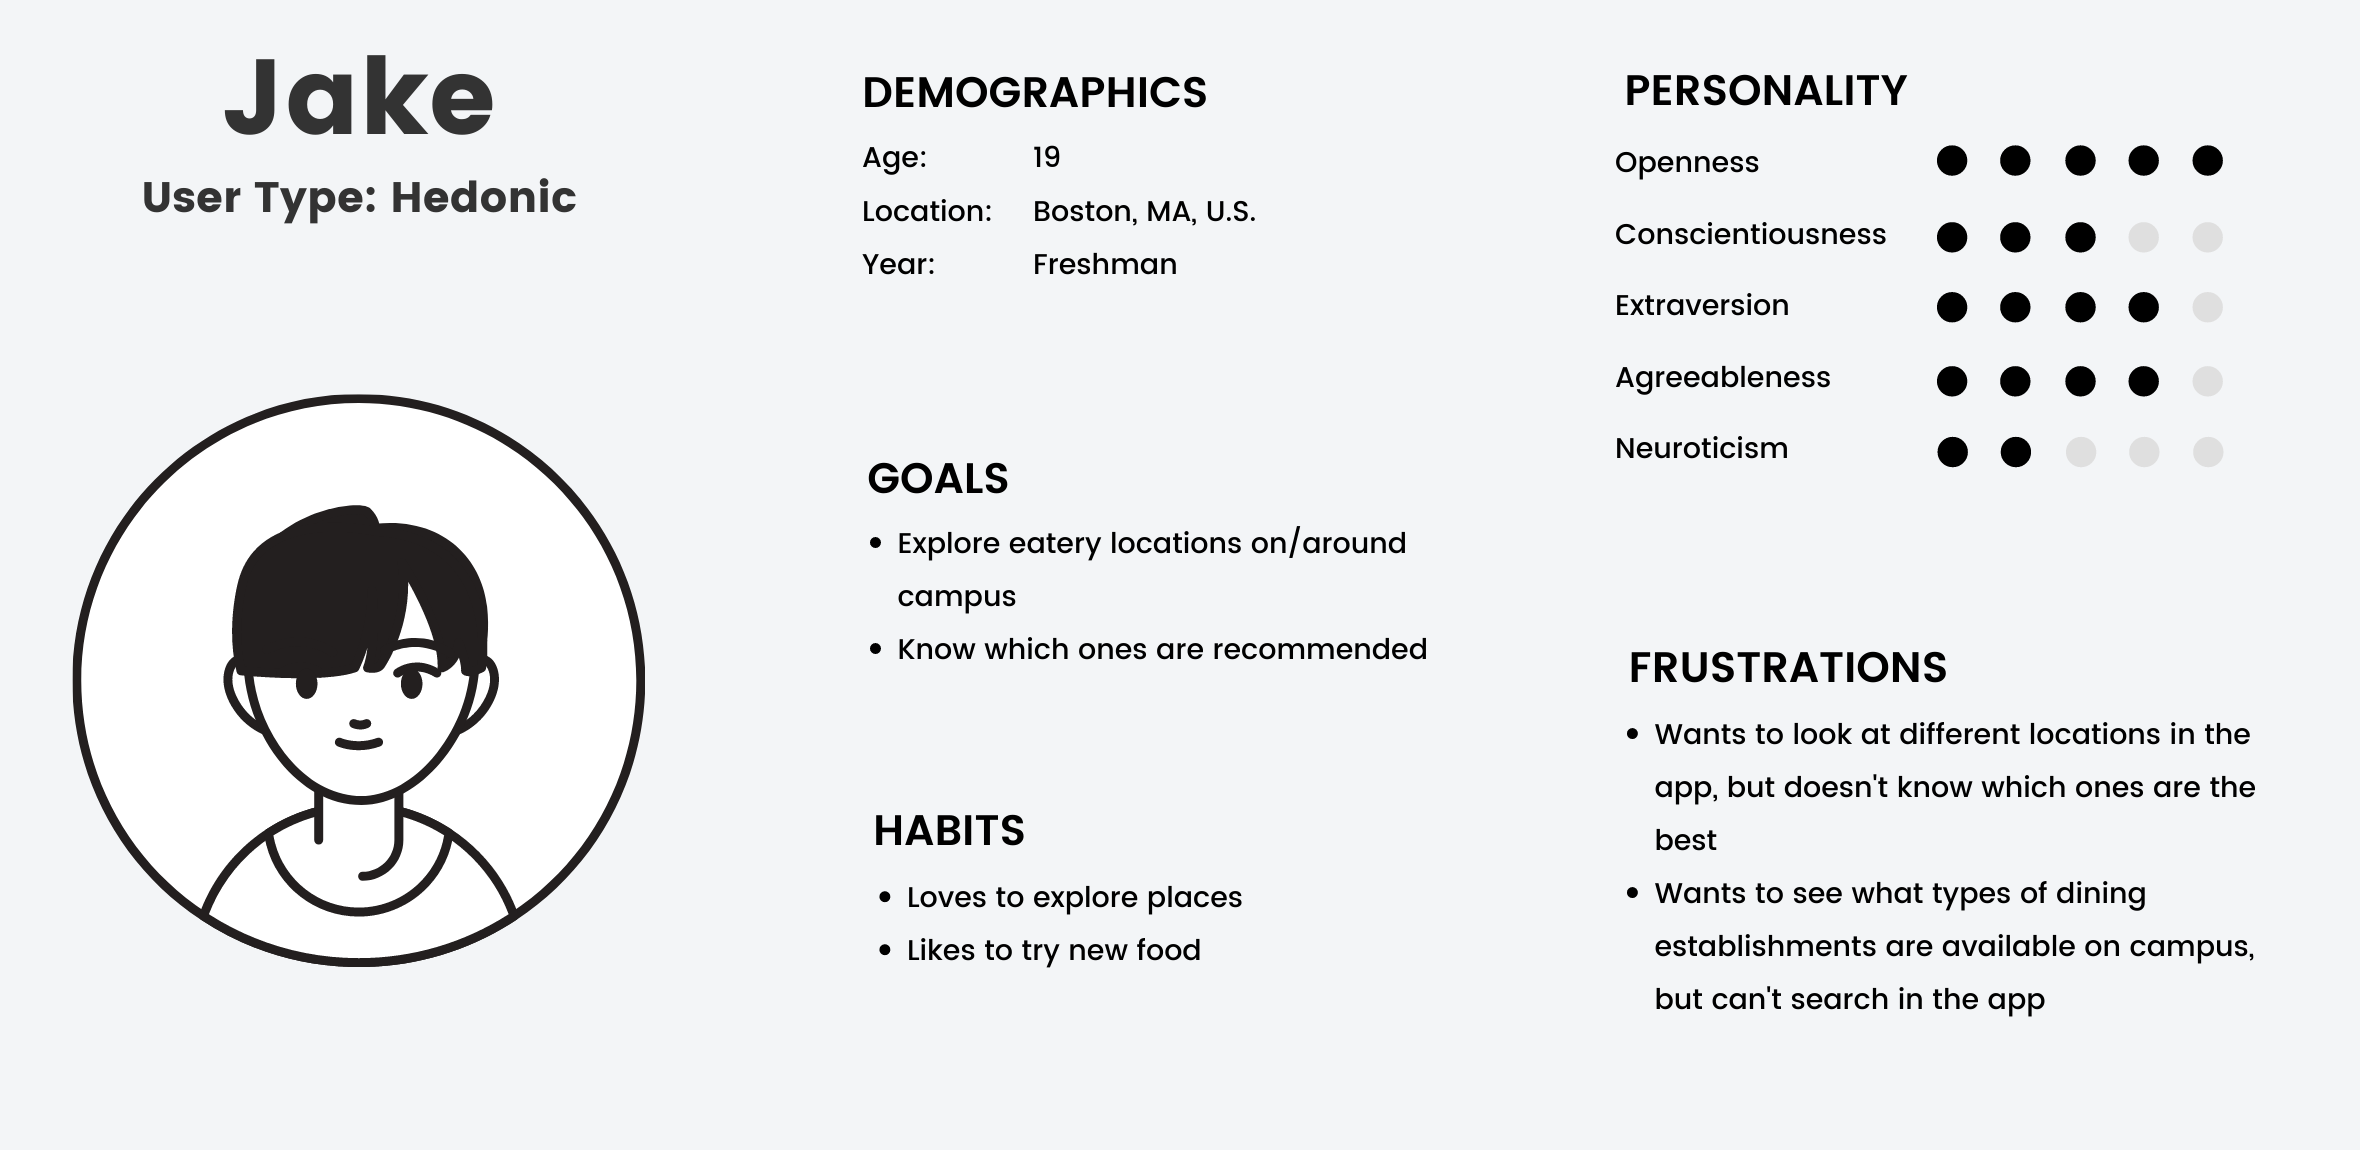 Jake
User Type: Hedonic
DEMOGRAPHICS
Age: 19
Location: Boston, MA, U.S.
Year: Freshman
GOALS
• Explore eatery locations on/around
campus
• Know which ones are recommended
HABITS
• Loves to explore places
• Likes to try new food
PERSONALITY
Openness
Conscientiousness
Extraversion
Agreeableness
Neuroticism
FRUSTRATIONS
• Wants to look at different locations in the
app, but doesn't know which ones are the
best
• Wants to see what types of dining
establishments are available on campus,
but can't search in the app